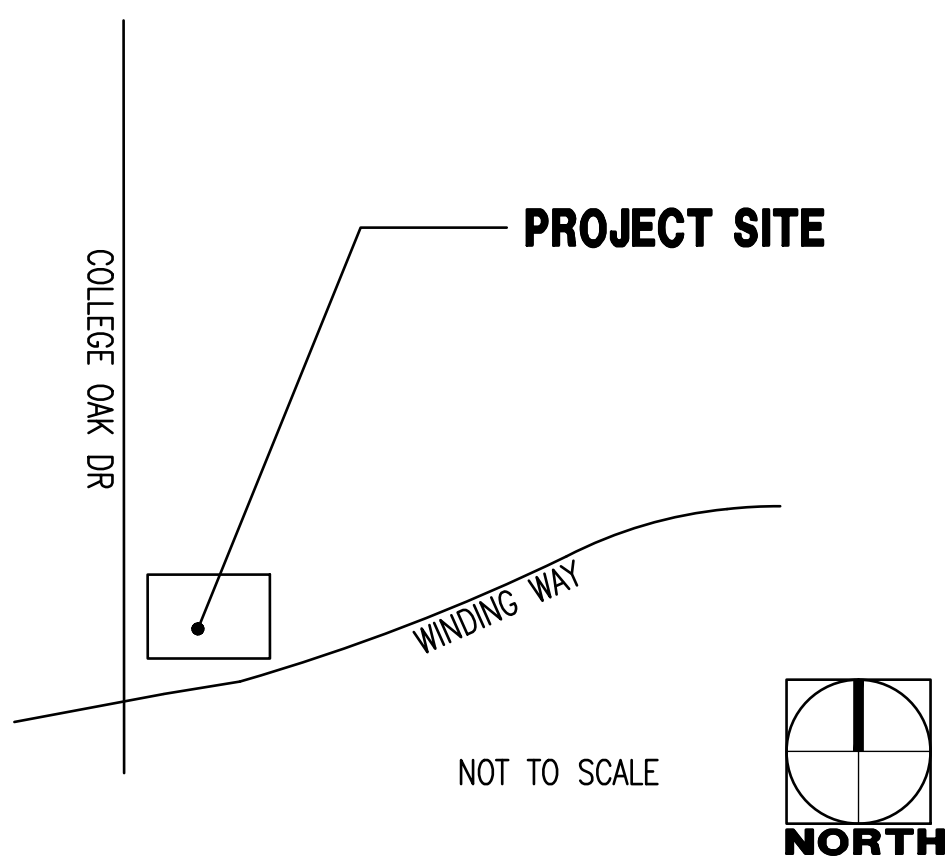 PROJECT SITE
COLLEGE OAK DR
WINDING WAY
NOT TO SCALE
NORTH